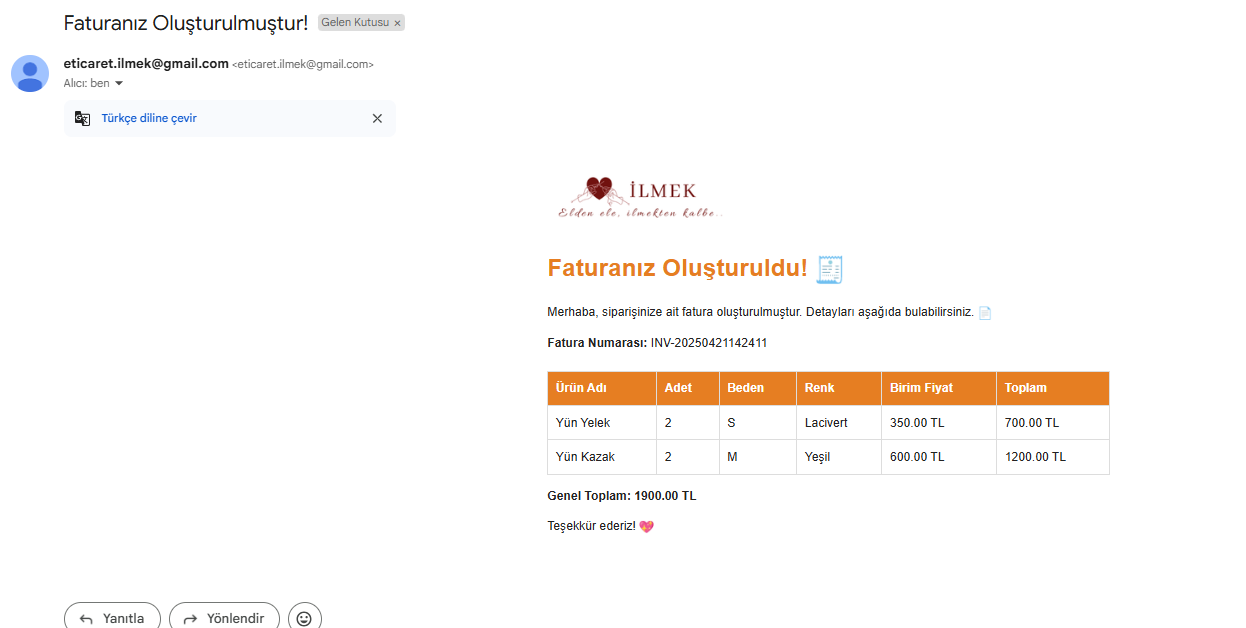 Faturanız Oluşturulmuştur! Gelen Kutusu ×
eticaret.ilmek@gmail.com <eticaret.ilmek@gmail.com>
Alıcı: ben
Türkçe diline çevir
İLMEK
Elden ele, ilmekten kalbe..
Faturanız Oluşturuldu!
Merhaba, siparişinize ait fatura oluşturulmuştur. Detayları aşağıda bulabilirsiniz.
Fatura Numarası: INV-20250421142411
Ürün Adı Adet Beden Renk Birim Fiyat Toplam
Yün Yelek 2 S Lacivert 350.00 TL 700.00 TL
Yün Kazak 2 M Yeşil 600.00 TL 1200.00 TL
Genel Toplam: 1900.00 TL
Teşekkür ederiz! 💖
Yanıtla Yönlendir